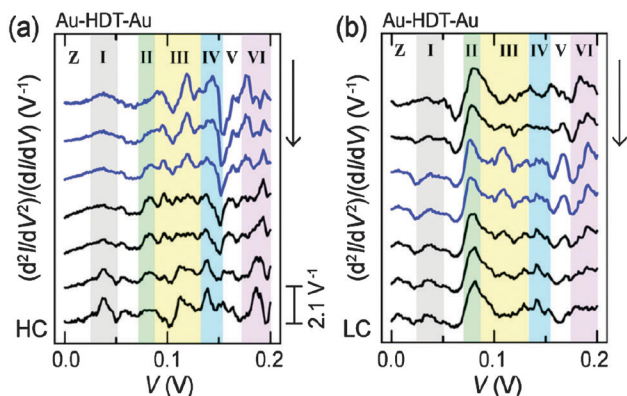 (a)
Au-HDT-Au
Z I II III IV V VI
(d²I/dV²)/(dI/dV) (V⁻¹)
HC
2.1 V⁻¹
0.0 0.1 0.2
V (V)
(b)
Au-HDT-Au
Z I II III IV V VI
(d²I/dV²)/(dI/dV) (V⁻¹)
LC
0.0 0.1 0.2
V (V)